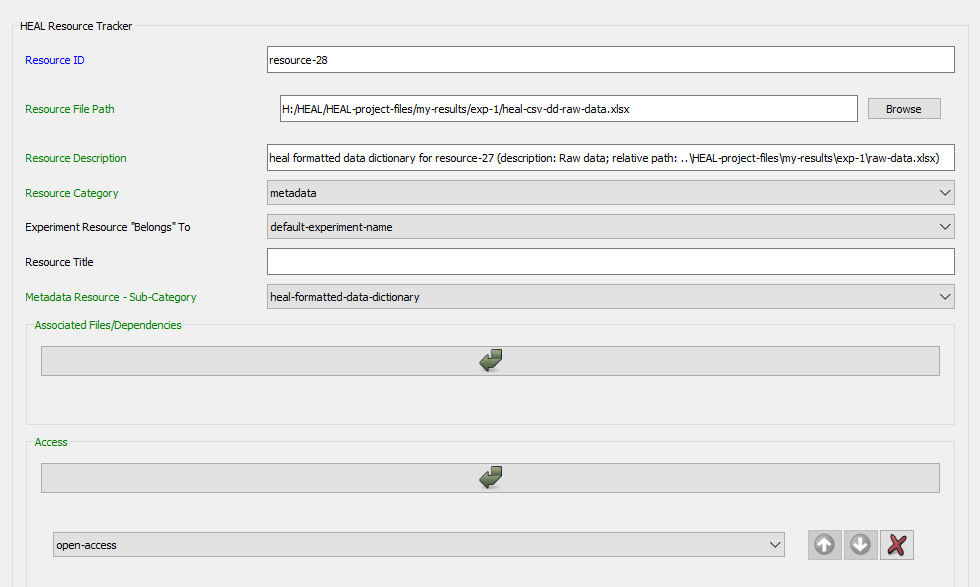 HEAL Resource Tracker
Resource ID
resource-28
Resource File Path
H:/HEAL/HEAL-project-files/my-results/exp-1/heal-csv-dd-raw-data.xlsx
Browse
Resource Description
heal formatted data dictionary for resource-27 (description: Raw data; relative path: ..\HEAL-project-files\my-results\exp-1\raw-data.xlsx)
Resource Category
metadata
Experiment Resource "Belongs" To
default-experiment-name
Resource Title
Metadata Resource - Sub-Category
heal-formatted-data-dictionary
Associated Files/Dependencies
Access
open-access